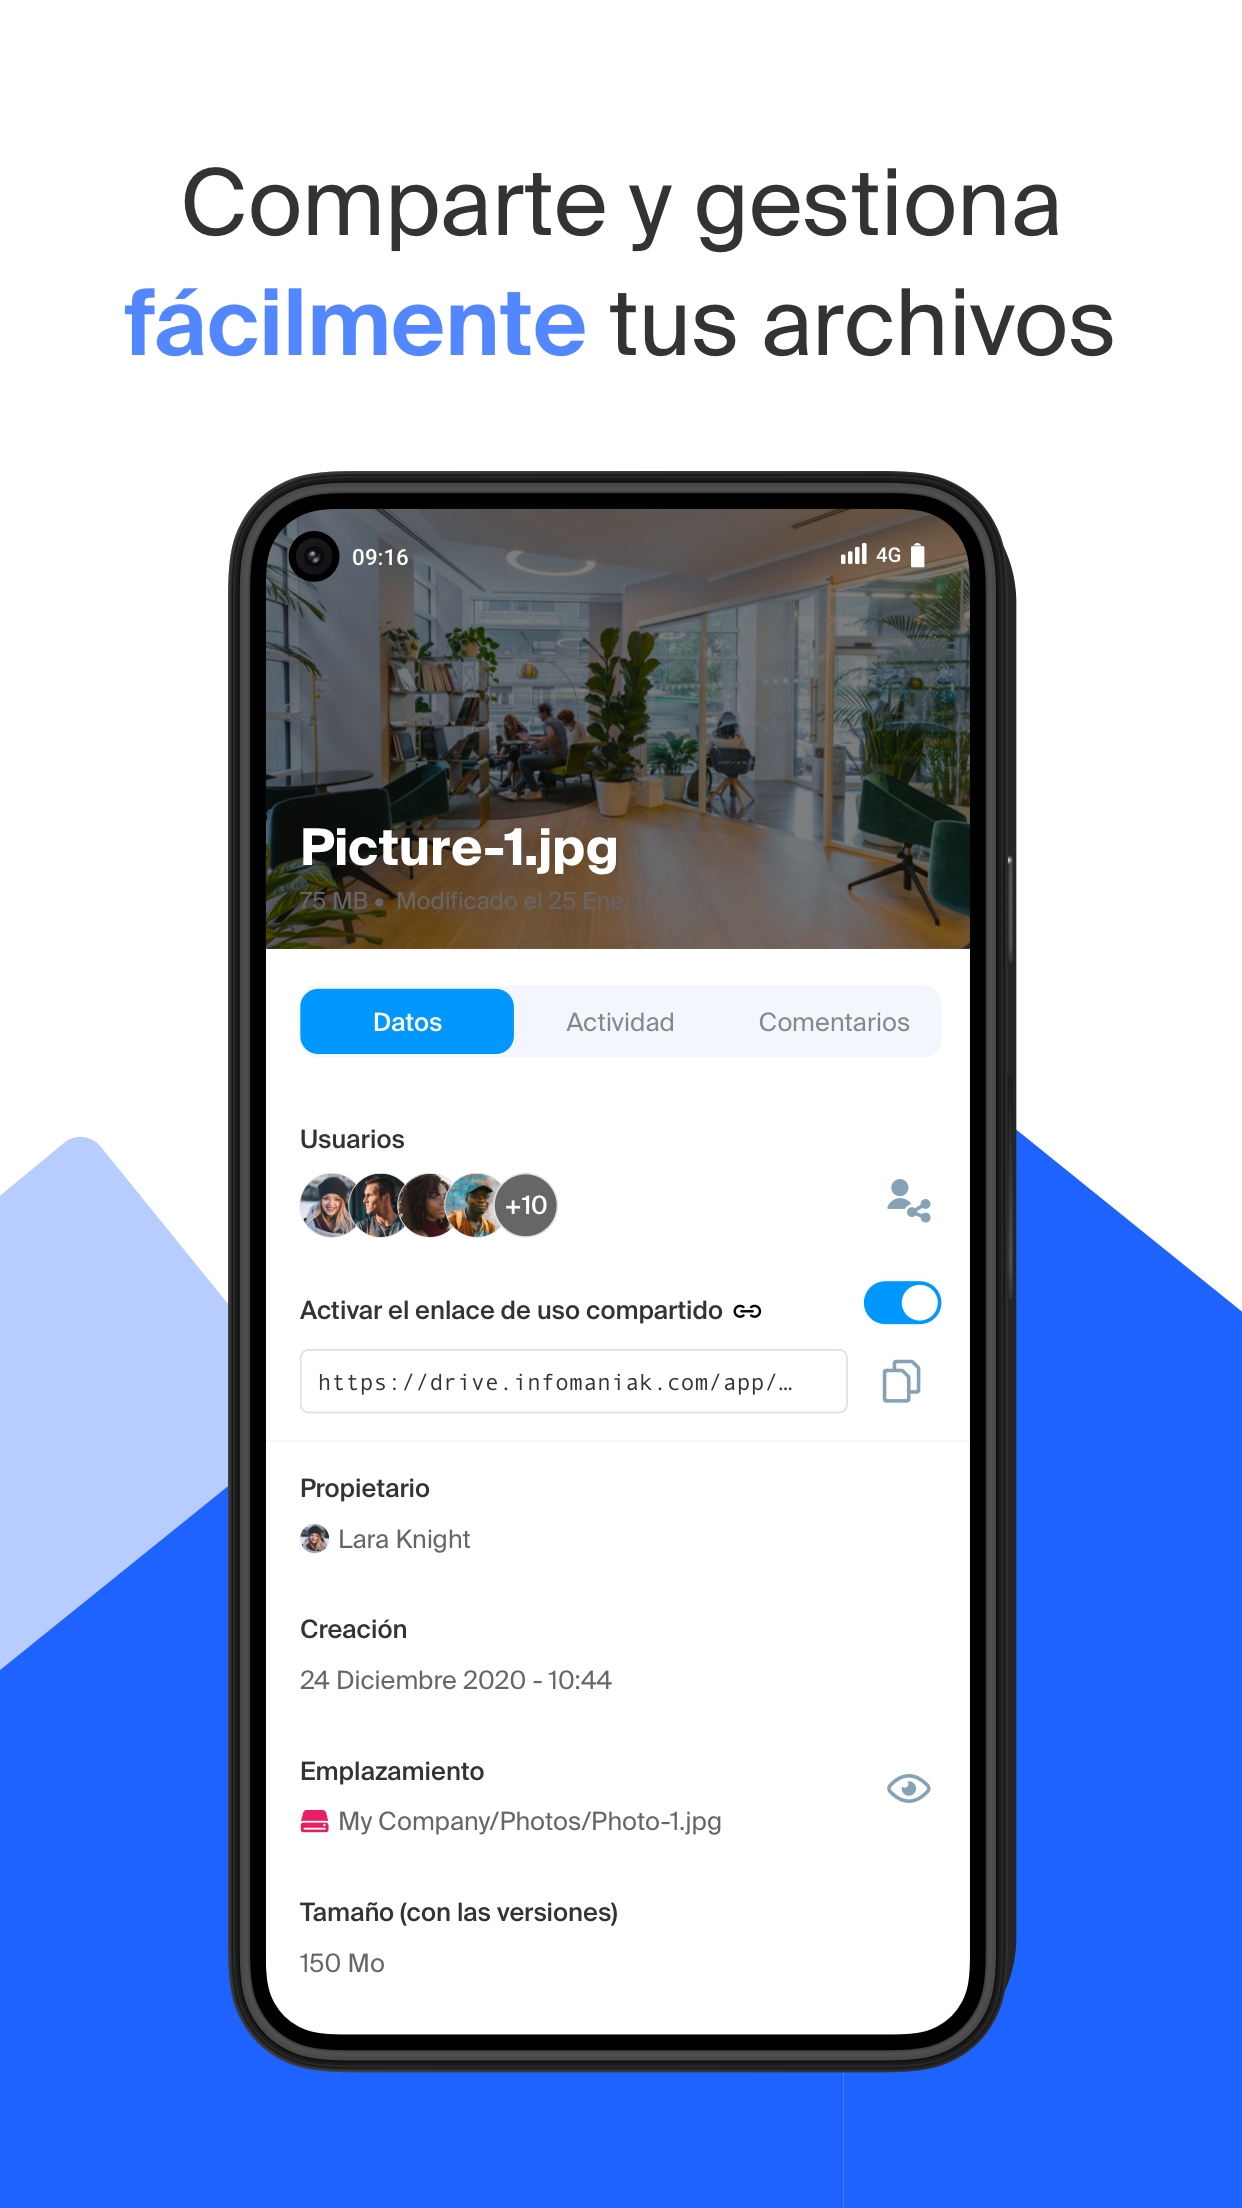 Comparte y gestiona
fácilmente tus archivos
09:16
4G
Picture-1.jpg
75 MB • Modificado el 25 Ene.
Datos
Actividad
Comentarios
Usuarios
+10
Activar el enlace de uso compartido
https://drive.infomaniak.com/app/…
Propietario
Lara Knight
Creación
24 Diciembre 2020 - 10:44
Emplazamiento
My Company/Photos/Photo-1.jpg
Tamaño (con las versiones)
150 Mo